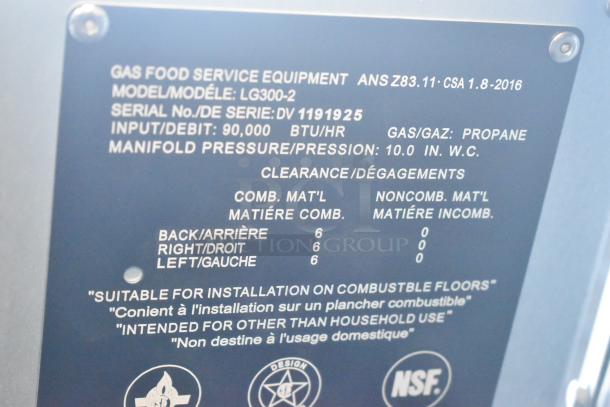 GAS FOOD SERVICE EQUIPMENT ANS Z83.11·CSA 1.8-2016
MODEL/MODÉLE: LG300-2
SERIAL No./DE SERIE: DV 1191925
INPUT/DEBIT: 90,000 BTU/HR GAS/GAZ: PROPANE
MANIFOLD PRESSURE/PRESSION: 10.0 IN. W.C.
CLEARANCE/DÉGAGEMENTS
COMB. MAT'L NONCOMB. MAT'L
MATIÉRE COMB. MATIÉRE INCOMB.
BACK/ARRIÈRE 6 0
RIGHT/DROIT 6 0
LEFT/GAUCHE 6 0
"SUITABLE FOR INSTALLATION ON COMBUSTBLE FLOORS"
"Conient à l'installation sur un plancher combustible"
"INTENDED FOR OTHER THAN HOUSEHOLD USE"
"Non destine à l'usage domestique"
DESIGN
NSF.